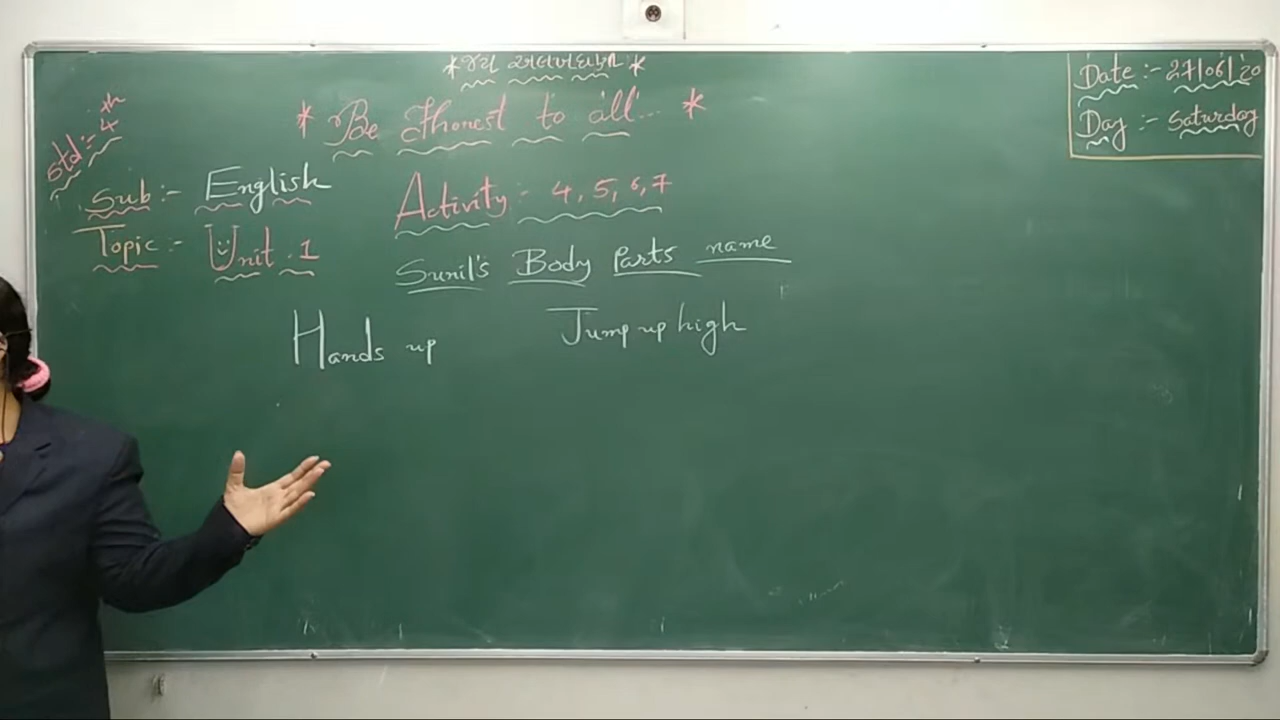 * જય સ્વામિનારાયણ *
* Be Honest to all... *
Date :- 27/06/20
Day :- Saturday
Std :- 4th
Sub :- English
Activity :- 4, 5, 6, 7
Topic :- Unit . 1
Sunil's Body Parts name
Hands up
Jump up high